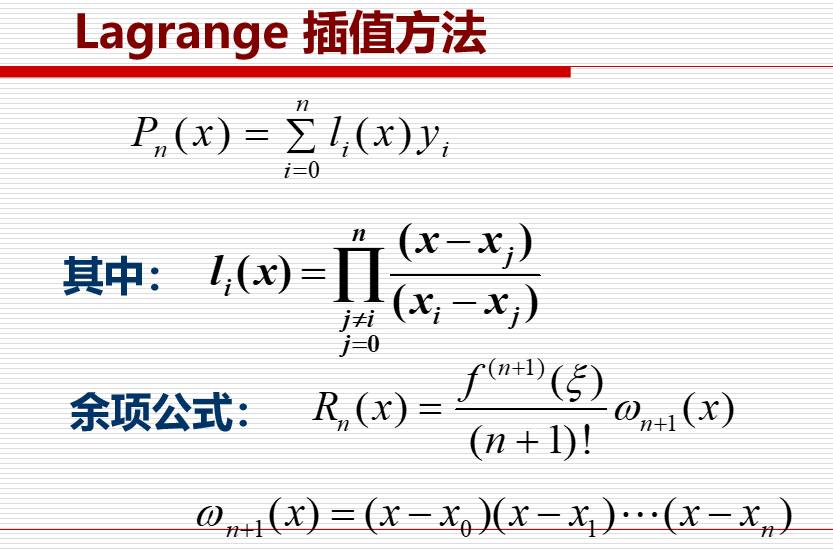 Lagrange 插值方法
$P_n(x) = \sum_{i=0}^{n} l_i(x) y_i$
其中： $l_i(x) = \prod_{\substack{j \neq i \\ j=0}}^{n} \frac{(x - x_j)}{(x_i - x_j)}$
余项公式： $R_n(x) = \frac{f^{(n+1)}(\xi)}{(n+1)!} \omega_{n+1}(x)$
$\omega_{n+1}(x) = (x - x_0)(x - x_1) \cdots (x - x_n)$